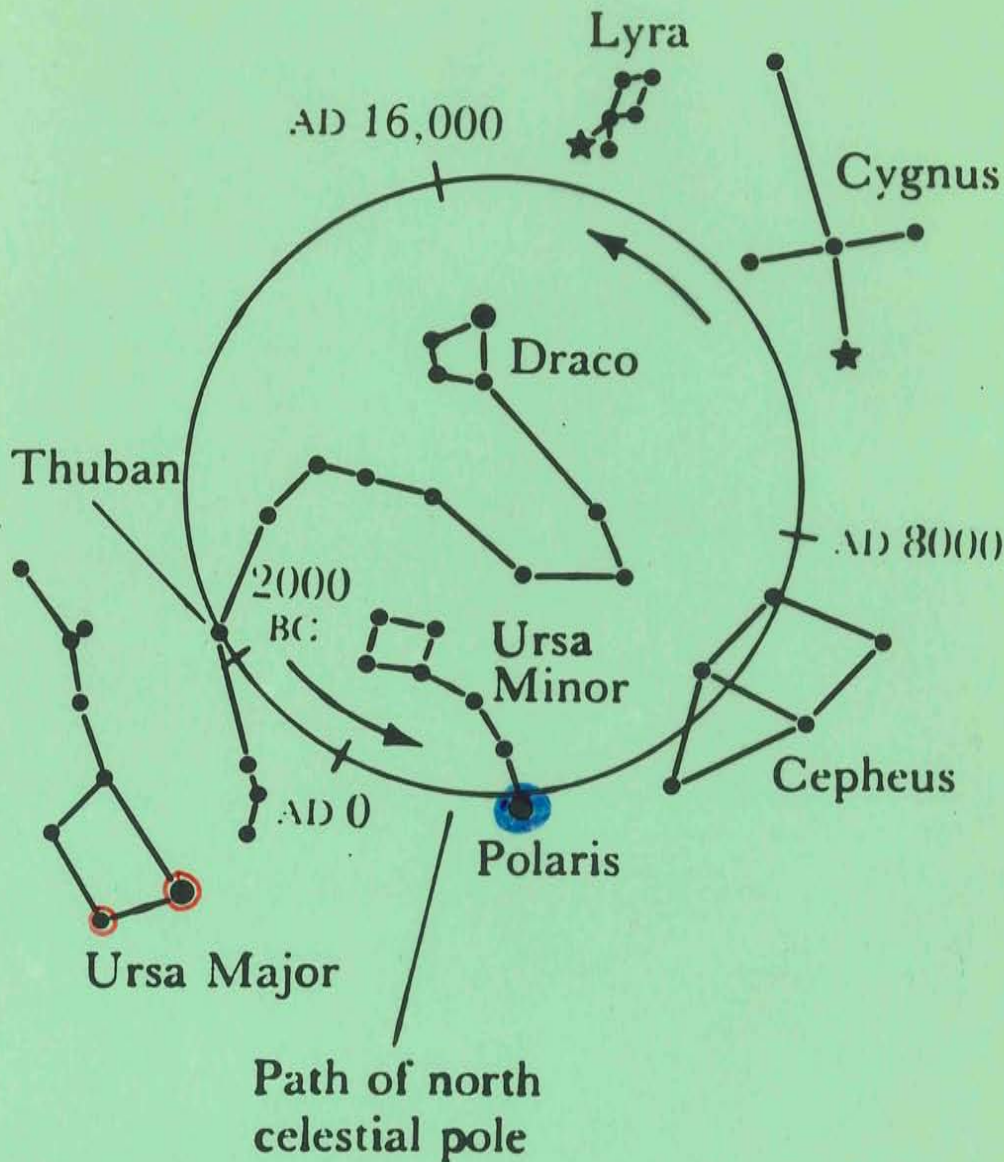 Lyra
AD 16,000
Cygnus
Draco
Thuban
AD 8000
2000
BC
Ursa
Minor
Cepheus
AD 0
Polaris
Ursa Major
Path of north
celestial pole